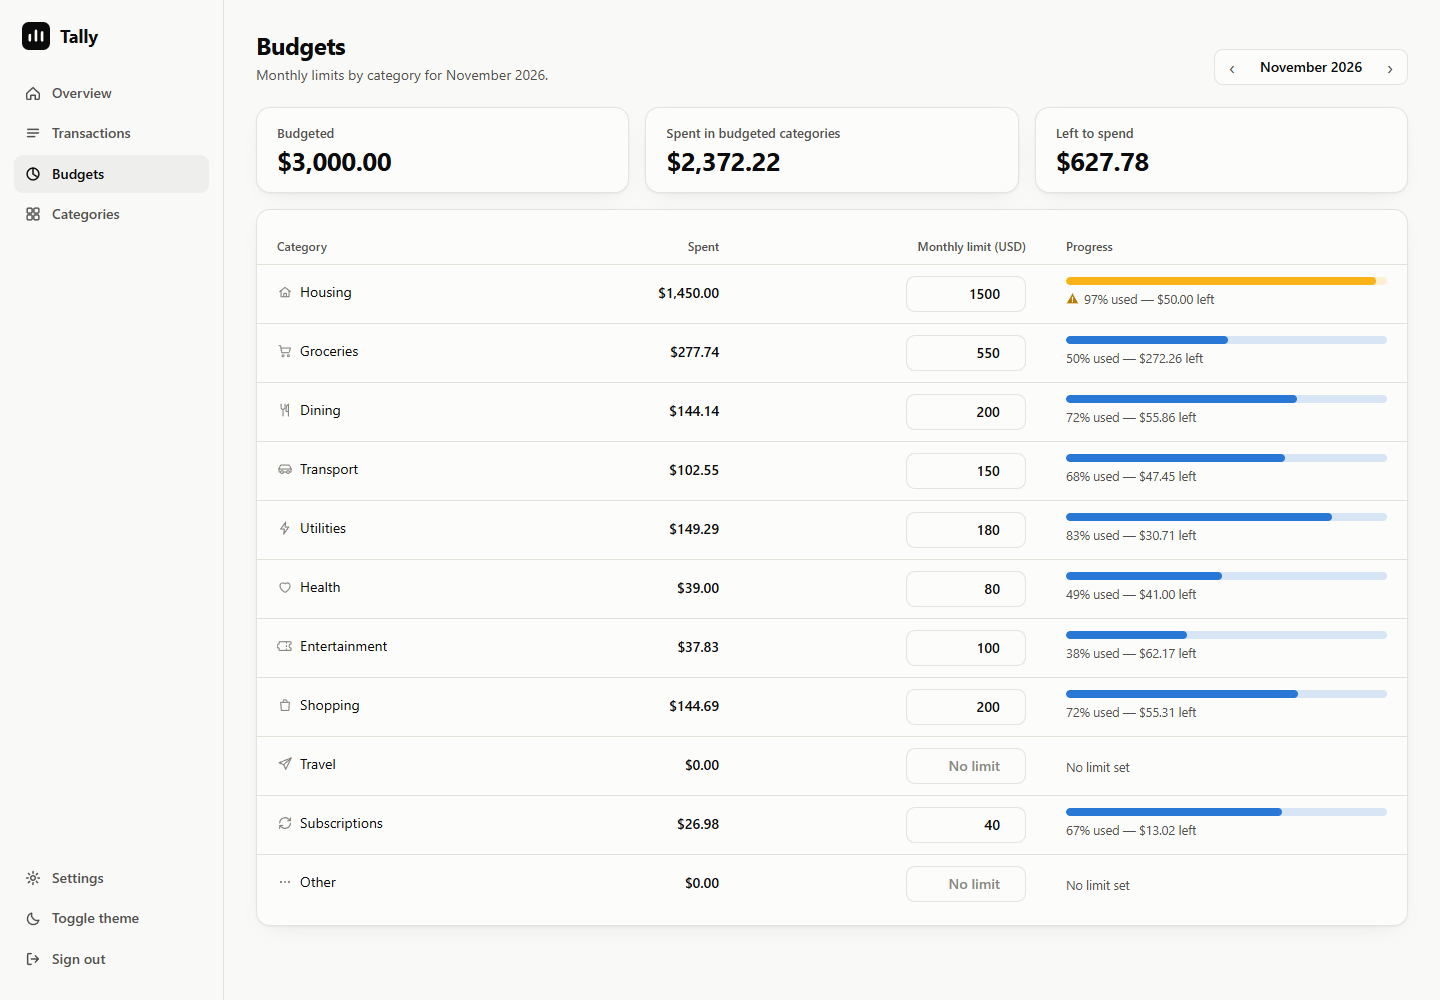 Tally
Overview
Transactions
Budgets
Categories
Settings
Toggle theme
Sign out
Budgets
Monthly limits by category for November 2026.
‹ November 2026 ›
Budgeted
$3,000.00
Spent in budgeted categories
$2,372.22
Left to spend
$627.78
Category Spent Monthly limit (USD) Progress
Housing $1,450.00 1500 97% used — $50.00 left
Groceries $277.74 550 50% used — $272.26 left
Dining $144.14 200 72% used — $55.86 left
Transport $102.55 150 68% used — $47.45 left
Utilities $149.29 180 83% used — $30.71 left
Health $39.00 80 49% used — $41.00 left
Entertainment $37.83 100 38% used — $62.17 left
Shopping $144.69 200 72% used — $55.31 left
Travel $0.00 No limit No limit set
Subscriptions $26.98 40 67% used — $13.02 left
Other $0.00 No limit No limit set